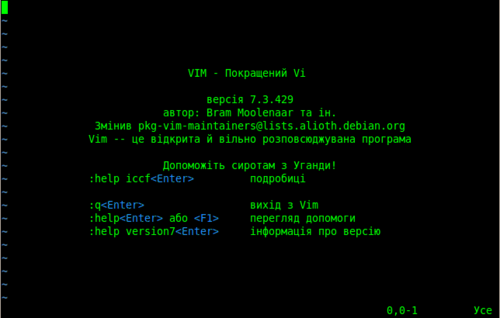 ~
~
~
~
~ VIM - Покращений Vi
~
~ версія 7.3.429
~ автор: Bram Moolenaar та ін.
~ Змінив pkg-vim-maintainers@lists.alioth.debian.org
~ Vim -- це відкрита й вільно розповсюджувана програма
~
~ Допоможіть сиротам з Уганди!
~ :help iccf<Enter> подробиці
~
~ :q<Enter> вихід з Vim
~ :help<Enter> або <F1> перегляд допомоги
~ :help version7<Enter> інформація про версію
~
~
~
~
~
0,0-1 Усе